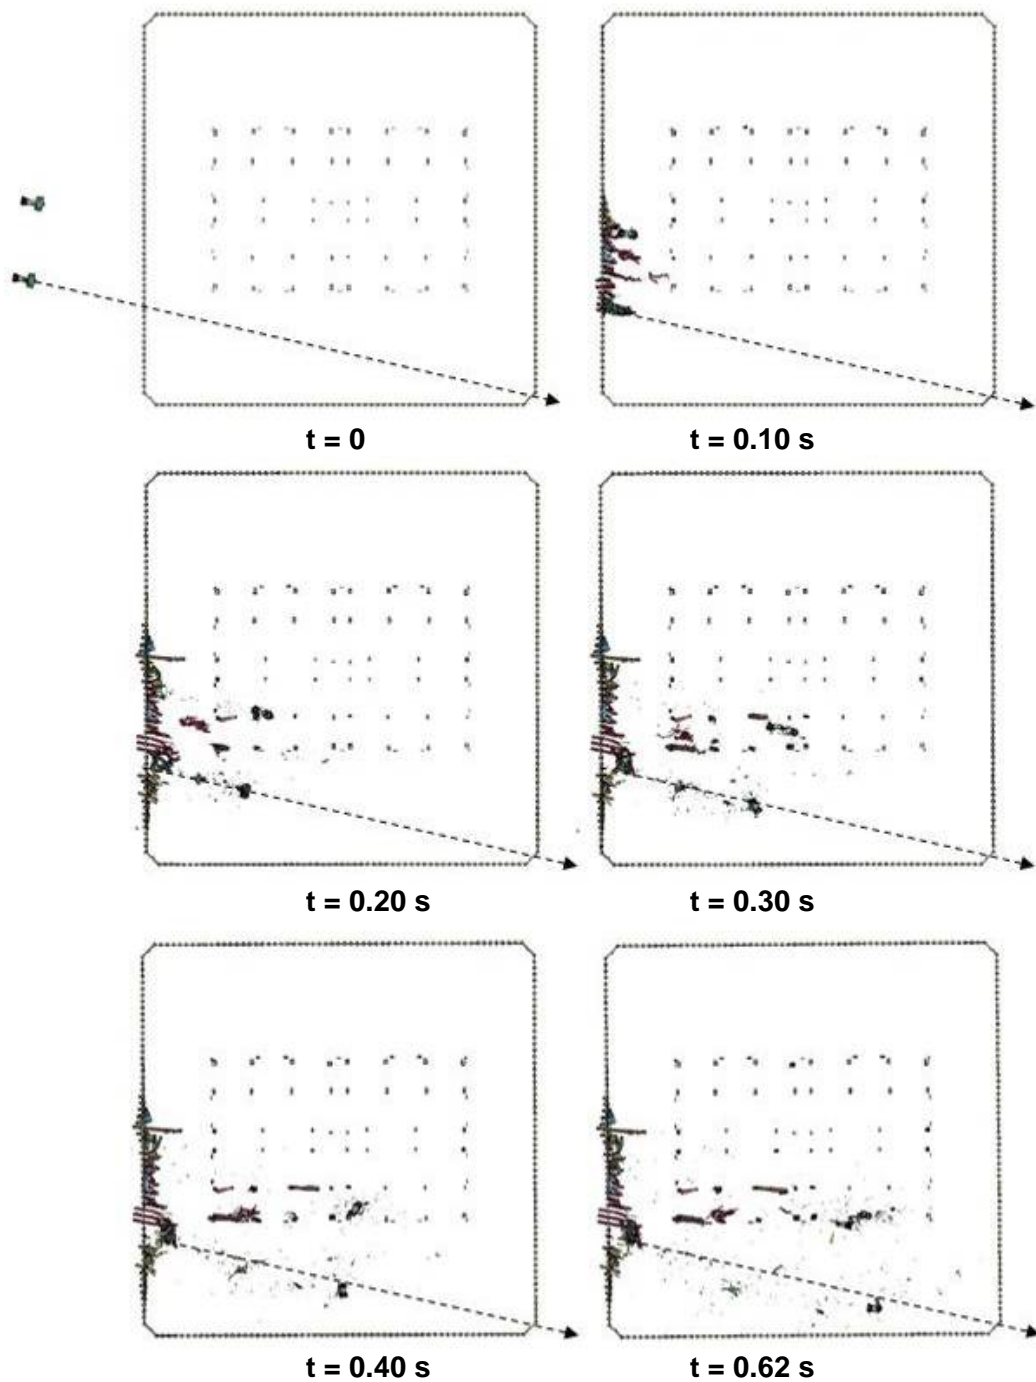 t = 0
t = 0.10 s
t = 0.20 s
t = 0.30 s
t = 0.40 s
t = 0.62 s